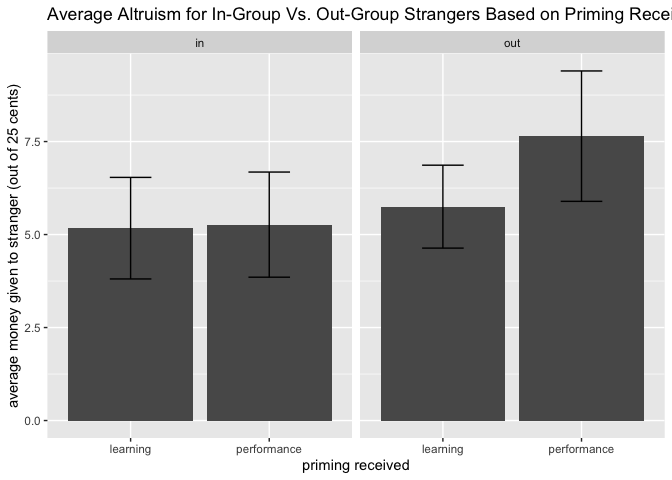 Average Altruism for In-Group Vs. Out-Group Strangers Based on Priming Recei
in
out
average money given to stranger (out of 25 cents)
7.5
5.0
2.5
0.0
learning
performance
learning
performance
priming received